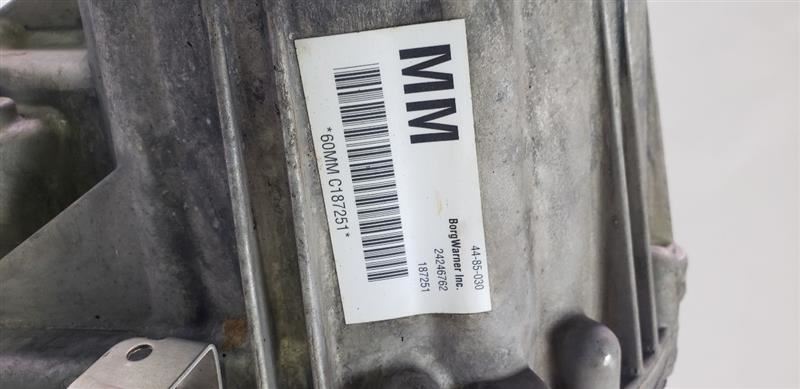 MM
*60MM C187251*
44-85-030
BorgWarner Inc.
24246762
187251